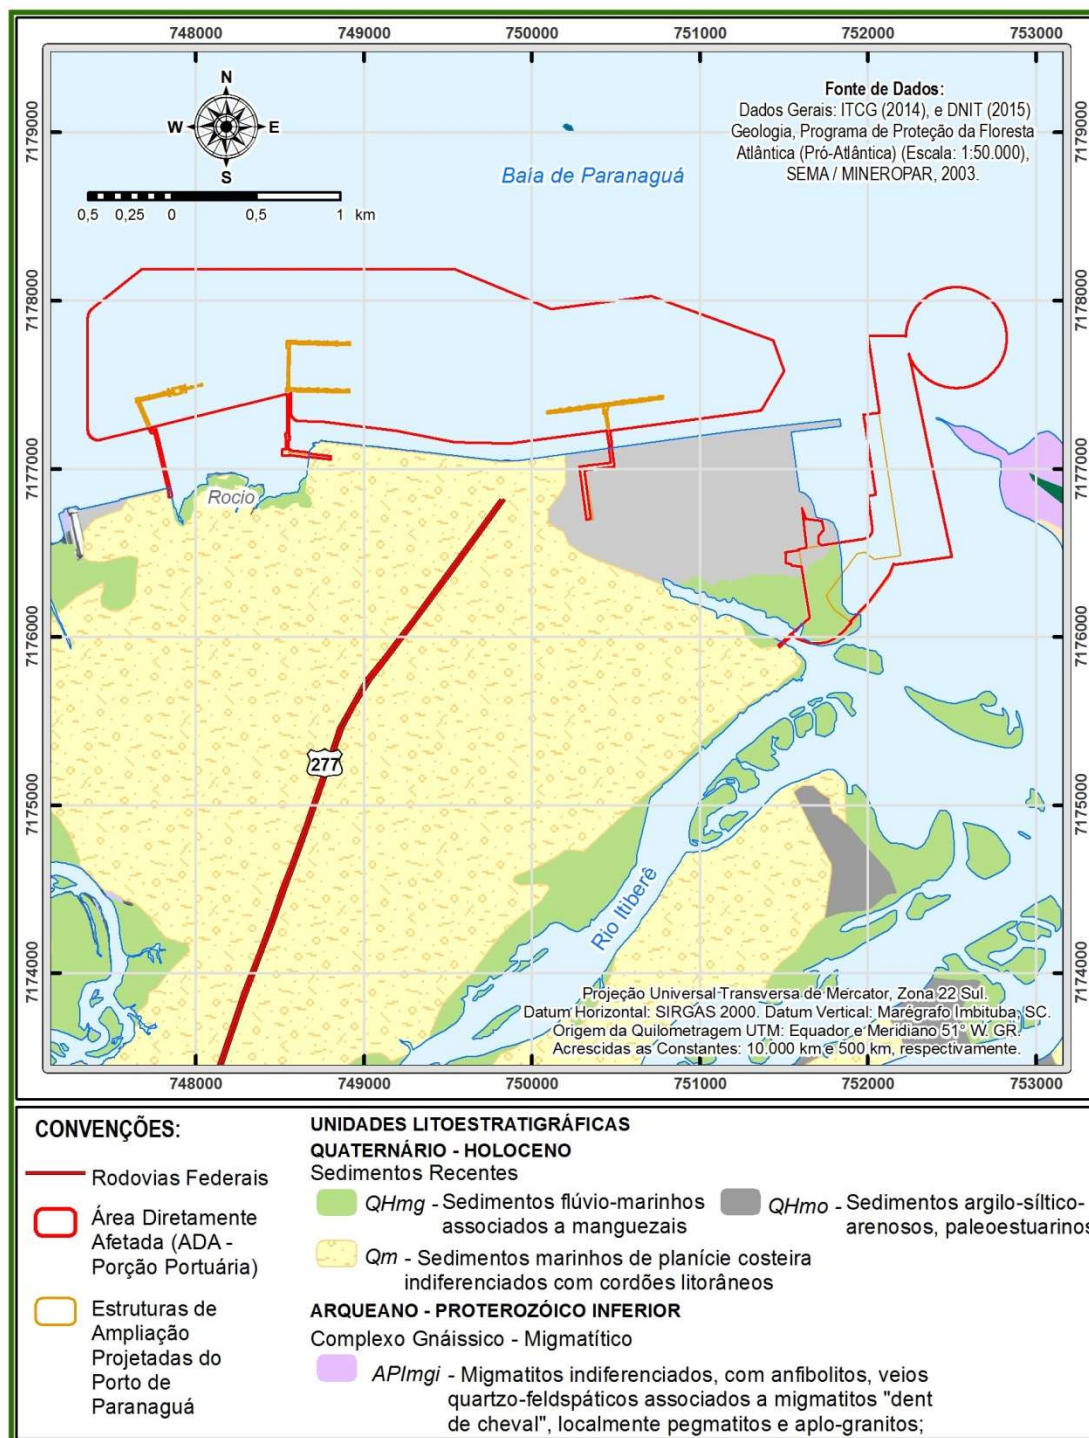 748000 749000 750000 751000 752000 753000
7179000
7178000
7177000
7176000
7175000
7174000
N
W E
S
0,5 0,25 0 0,5 1 km
Fonte de Dados:
Dados Gerais: ITCG (2014), e DNIT (2015)
Geologia, Programa de Proteção da Floresta
Atlântica (Pró-Atlântica) (Escala: 1:50.000),
SEMA / MINEROPAR, 2003.
Baía de Paranaguá
Rocio
277
Rio Itiberê
7179000
7178000
7177000
7176000
7175000
7174000
Projeção Universal Transversa de Mercator, Zona 22 Sul.
Datum Horizontal: SIRGAS 2000. Datum Vertical: Marégrafo Imbituba, SC.
Origem da Quilometragem UTM: Equador e Meridiano 51° W. GR.
Acrescidas as Constantes: 10.000 km e 500 km, respectivamente.
748000 749000 750000 751000 752000 753000
CONVENÇÕES:
Rodovias Federais
Área Diretamente
Afetada (ADA -
Porção Portuária)
Estruturas de
Ampliação
Projetadas do
Porto de
Paranaguá
UNIDADES LITOESTRATIGRÁFICAS
QUATERNÁRIO - HOLOCENO
Sedimentos Recentes
QHmg - Sedimentos flúvio-marinhos
associados a manguezais
QHmo - Sedimentos argilo-síltico-
arenosos, paleoestuarinos
Qm - Sedimentos marinhos de planície costeira
indiferenciados com cordões litorâneos
ARQUEANO - PROTEROZÓICO INFERIOR
Complexo Gnáissico - Migmatítico
APImgi - Migmatitos indiferenciados, com anfibolitos, veios
quartzo-feldspáticos associados a migmatitos "dent
de cheval", localmente pegmatitos e aplo-granitos;